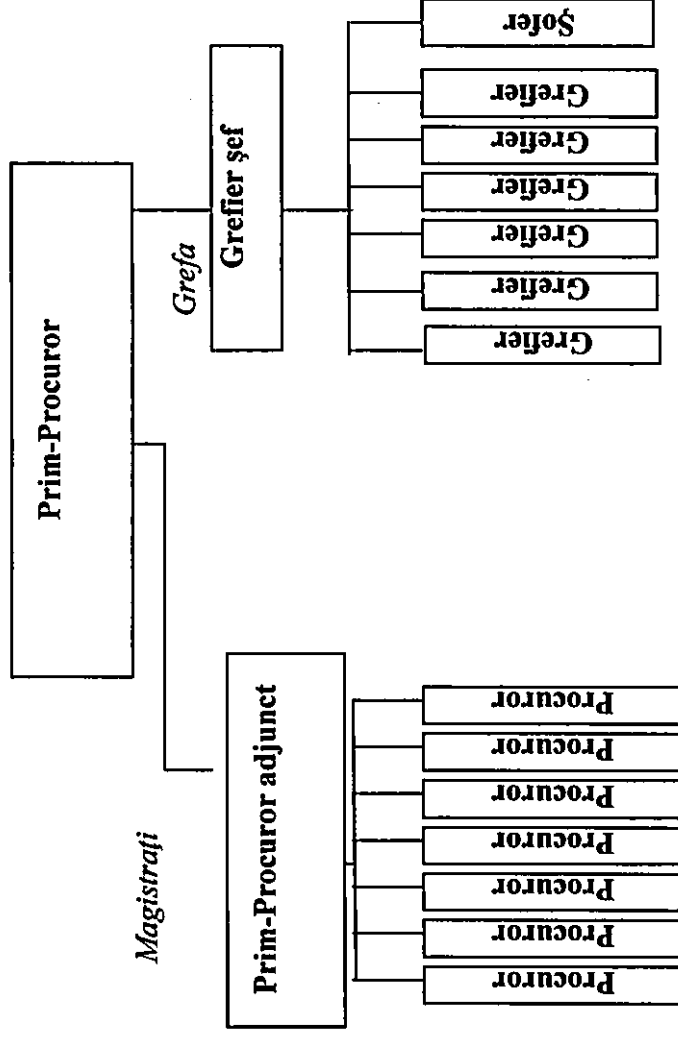 Prim-Procuror
Magistraţi
Grefa
Prim-Procuror adjunct
Grefier şef
Procuror
Procuror
Procuror
Procuror
Procuror
Procuror
Procuror
Grefier
Grefier
Grefier
Grefier
Grefier
Grefier
Şofer